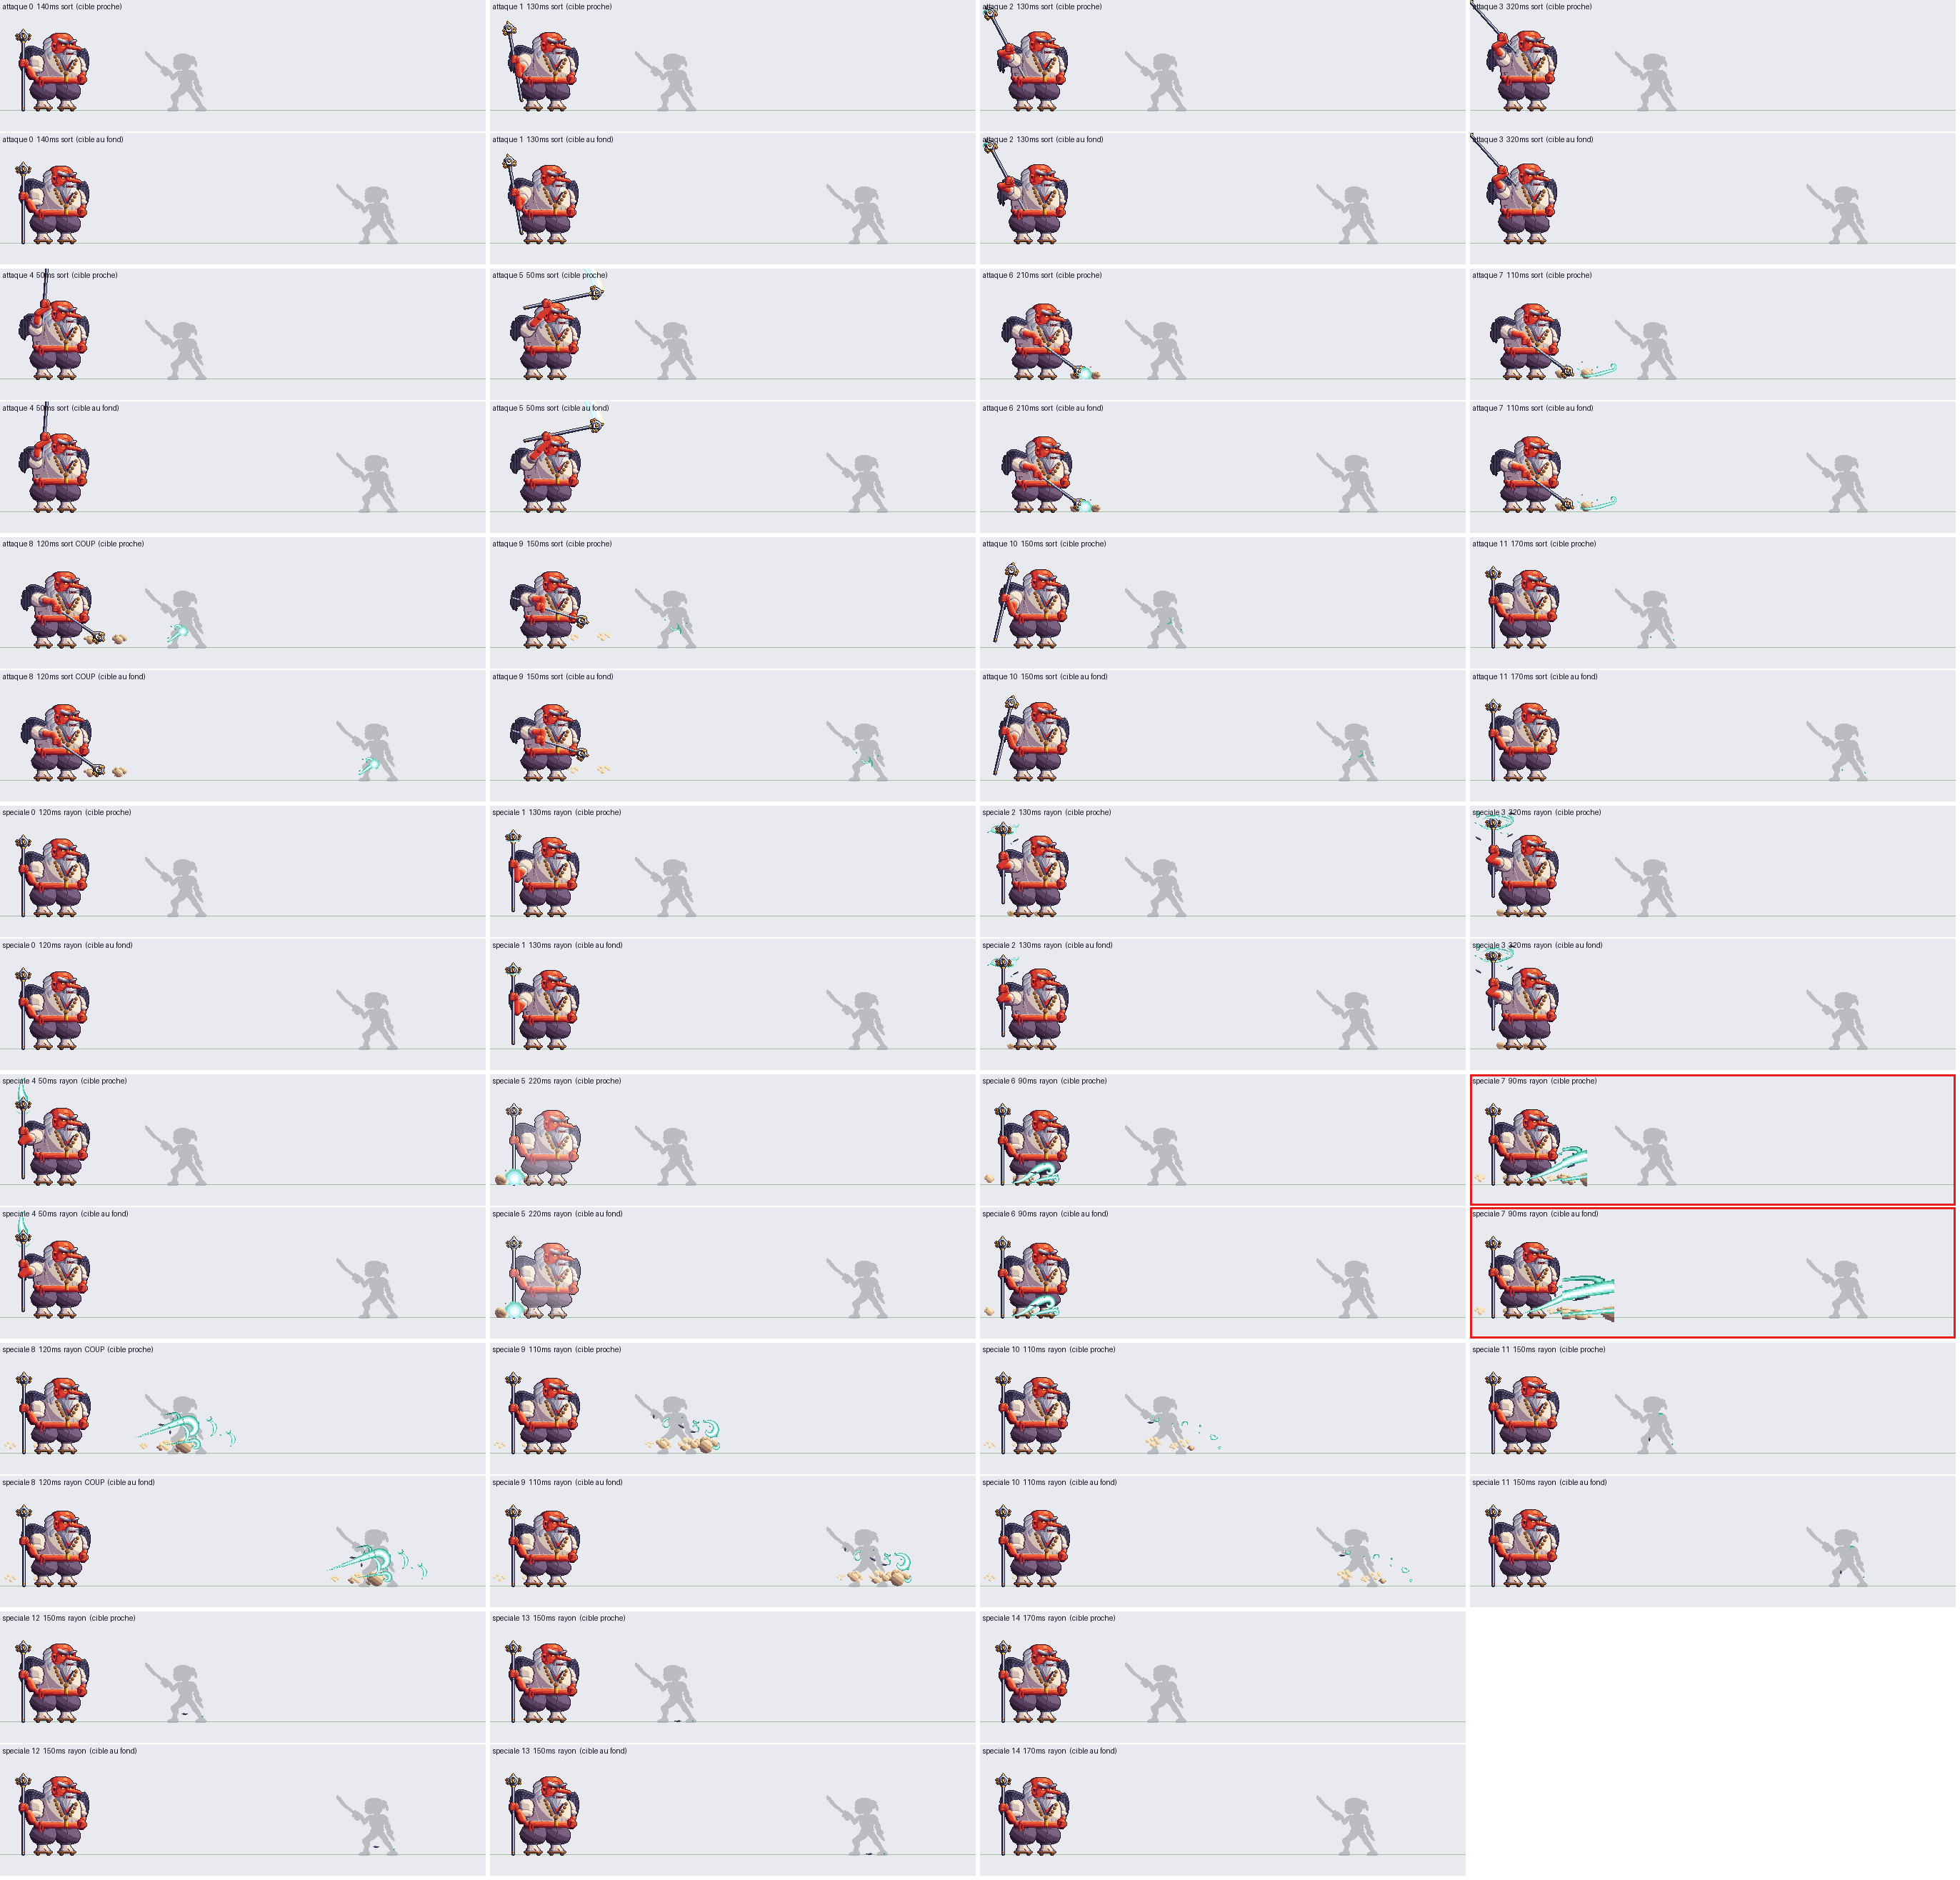 attaque 0 140ms sort (cible proche)
attaque 1 130ms sort (cible proche)
attaque 2 130ms sort (cible proche)
attaque 3 320ms sort (cible proche)
attaque 0 140ms sort (cible au fond)
attaque 1 130ms sort (cible au fond)
attaque 2 130ms sort (cible au fond)
attaque 3 320ms sort (cible au fond)
attaque 4 50ms sort (cible proche)
attaque 5 50ms sort (cible proche)
attaque 6 210ms sort (cible proche)
attaque 7 110ms sort (cible proche)
attaque 4 50ms sort (cible au fond)
attaque 5 50ms sort (cible au fond)
attaque 6 210ms sort (cible au fond)
attaque 7 110ms sort (cible au fond)
attaque 8 120ms sort COUP (cible proche)
attaque 9 150ms sort (cible proche)
attaque 10 150ms sort (cible proche)
attaque 11 170ms sort (cible proche)
attaque 8 120ms sort COUP (cible au fond)
attaque 9 150ms sort (cible au fond)
attaque 10 150ms sort (cible au fond)
attaque 11 170ms sort (cible au fond)
speciale 0 120ms rayon (cible proche)
speciale 1 130ms rayon (cible proche)
speciale 2 130ms rayon (cible proche)
speciale 3 320ms rayon (cible proche)
speciale 0 120ms rayon (cible au fond)
speciale 1 130ms rayon (cible au fond)
speciale 2 130ms rayon (cible au fond)
speciale 3 320ms rayon (cible au fond)
speciale 4 50ms rayon (cible proche)
speciale 5 220ms rayon (cible proche)
speciale 6 90ms rayon (cible proche)
speciale 7 90ms rayon (cible proche)
speciale 4 50ms rayon (cible au fond)
speciale 5 220ms rayon (cible au fond)
speciale 6 90ms rayon (cible au fond)
speciale 7 90ms rayon (cible au fond)
speciale 8 120ms rayon COUP (cible proche)
speciale 9 110ms rayon (cible proche)
speciale 10 110ms rayon (cible proche)
speciale 11 150ms rayon (cible proche)
speciale 8 120ms rayon COUP (cible au fond)
speciale 9 110ms rayon (cible au fond)
speciale 10 110ms rayon (cible au fond)
speciale 11 150ms rayon (cible au fond)
speciale 12 150ms rayon (cible proche)
speciale 13 150ms rayon (cible proche)
speciale 14 170ms rayon (cible proche)
speciale 12 150ms rayon (cible au fond)
speciale 13 150ms rayon (cible au fond)
speciale 14 170ms rayon (cible au fond)